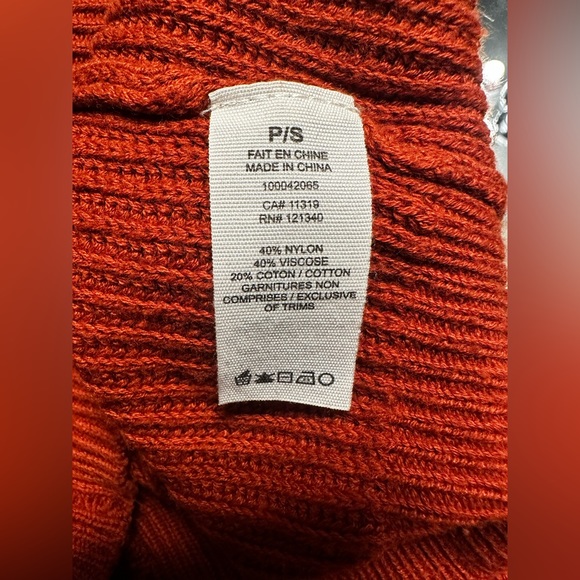 P/S
FAIT EN CHINE
MADE IN CHINA
100042065
CA# 11319
RN# 121340
40% NYLON
40% VISCOSE
20% COTON / COTTON
GARNITURES NON
COMPRISES / EXCLUSIVE
OF TRIMS